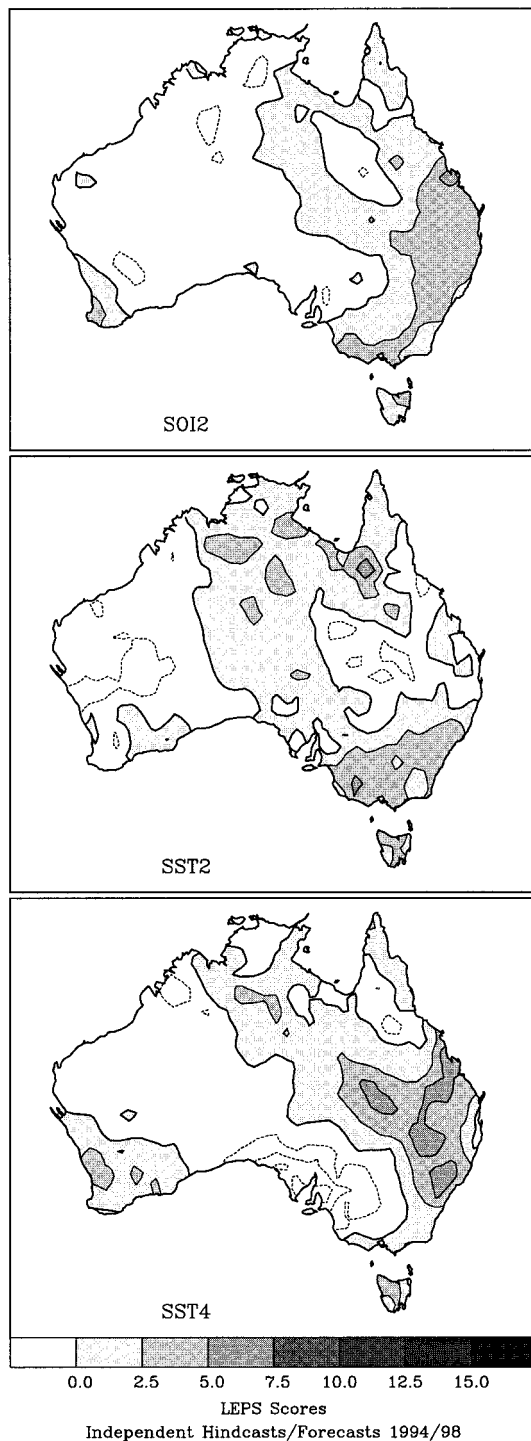 SOI2
SST2
SST4
0.0 2.5 5.0 7.5 10.0 12.5 15.0
LEPS Scores
Independent Hindcasts/Forecasts 1994/98